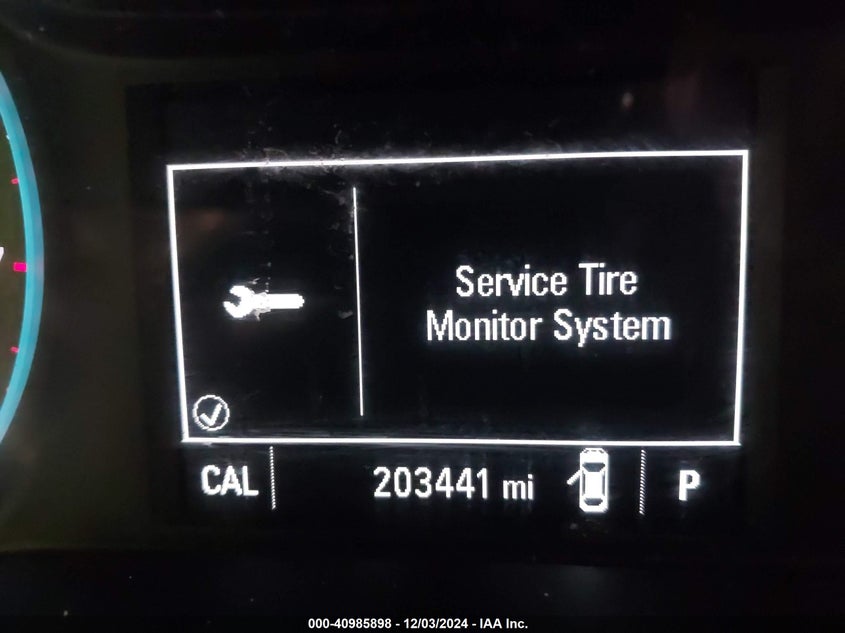 Service Tire
Monitor System
CAL
203441 mi
P
000-40985898 - 12/03/2024 - IAA Inc.